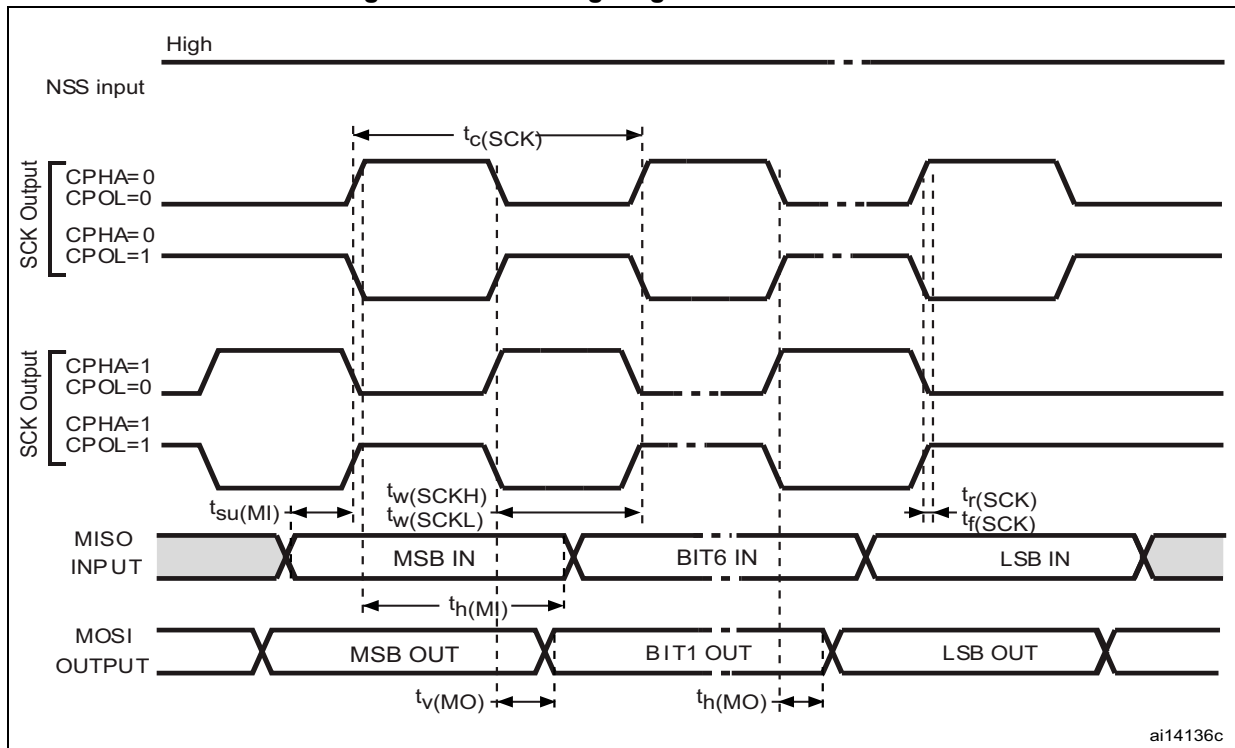 High
NSS input
tc(SCK)
SCK Output
CPHA=0
CPOL=0
CPHA=0
CPOL=1
SCK Output
CPHA=1
CPOL=0
CPHA=1
CPOL=1
tsu(MI)
tw(SCKH)
tw(SCKL)
tr(SCK)
tf(SCK)
MISO
INPUT
MSB IN
BIT6 IN
LSB IN
th(MI)
MOSI
OUTPUT
MSB OUT
BIT1 OUT
LSB OUT
tv(MO)
th(MO)
ai14136c